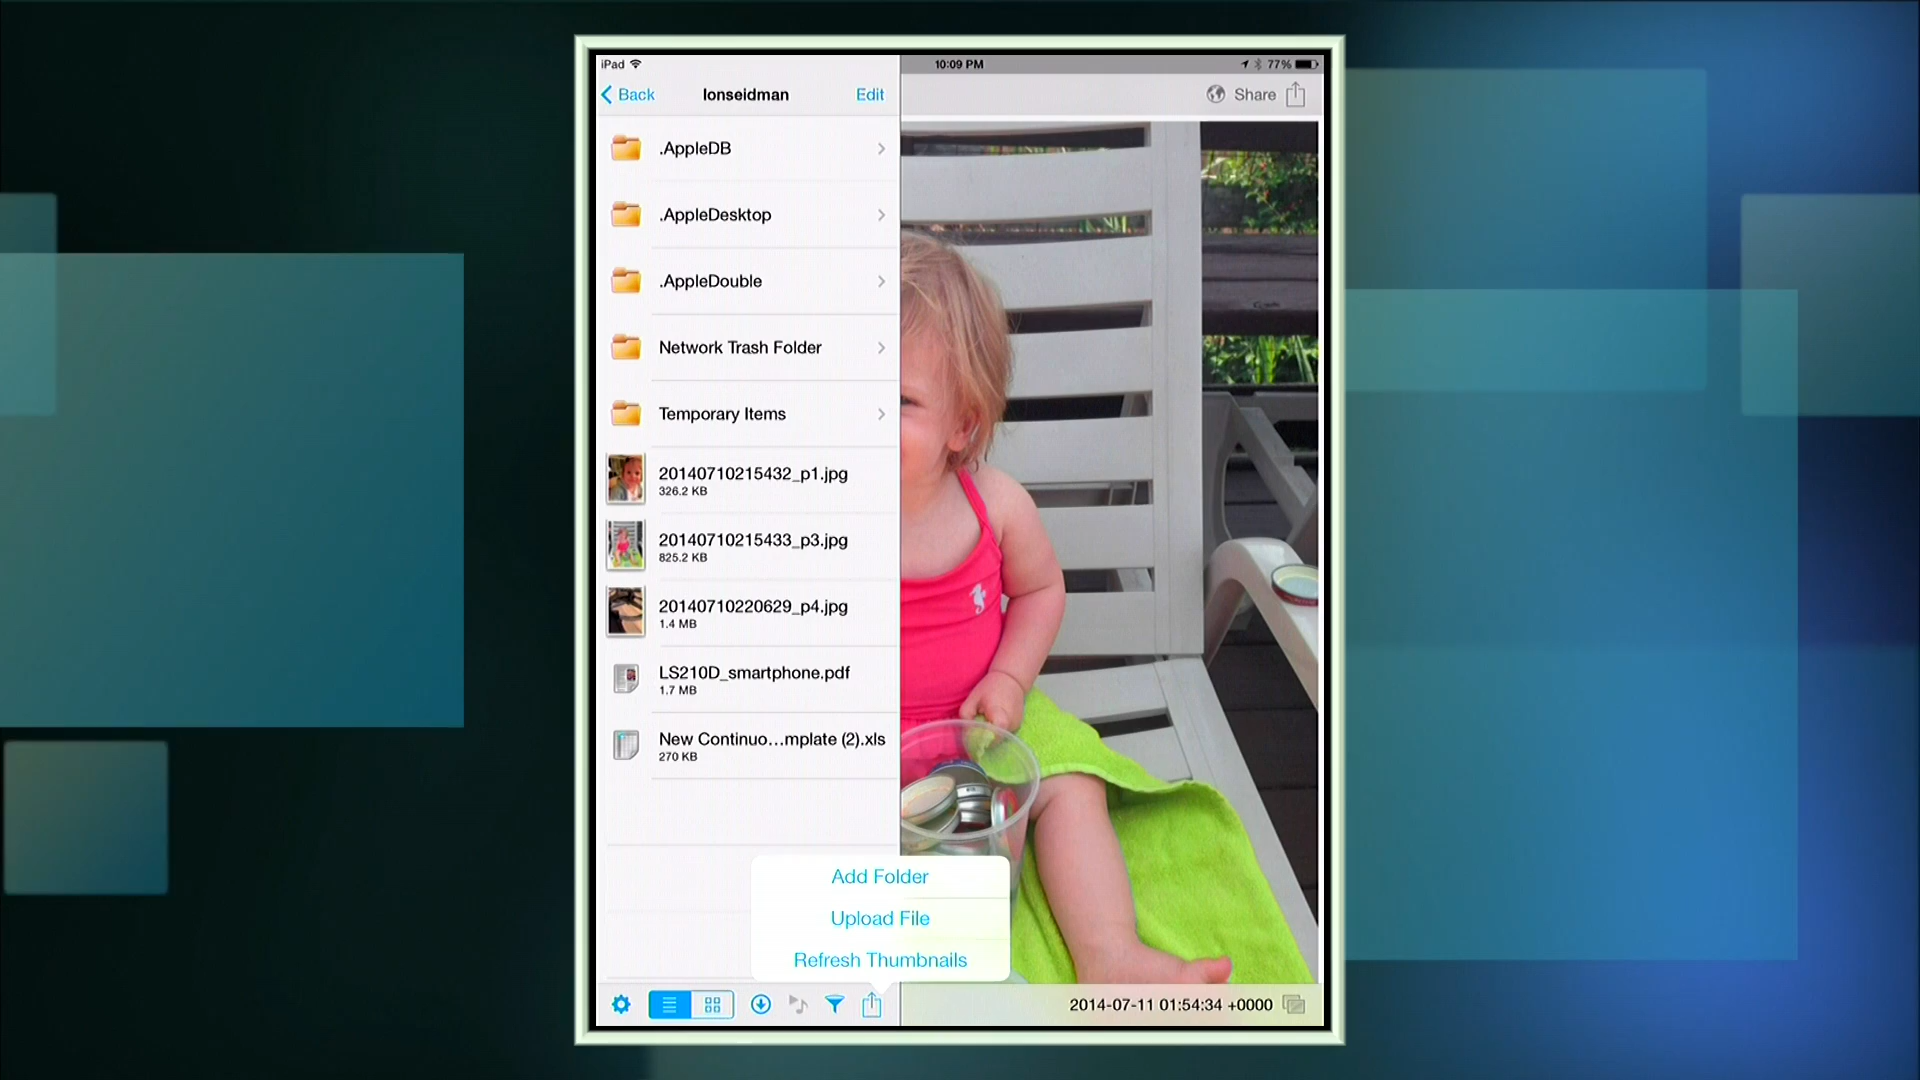 iPad
10:09 PM
77%
Back
lonseidman
Edit
Share
.AppleDB
.AppleDesktop
.AppleDouble
Network Trash Folder
Temporary Items
20140710215432_p1.jpg
326.2 KB
20140710215433_p3.jpg
825.2 KB
20140710220629_p4.jpg
1.4 MB
LS210D_smartphone.pdf
1.7 MB
New Continuo...mplate (2).xls
270 KB
Add Folder
Upload File
Refresh Thumbnails
2014-07-11 01:54:34 +0000